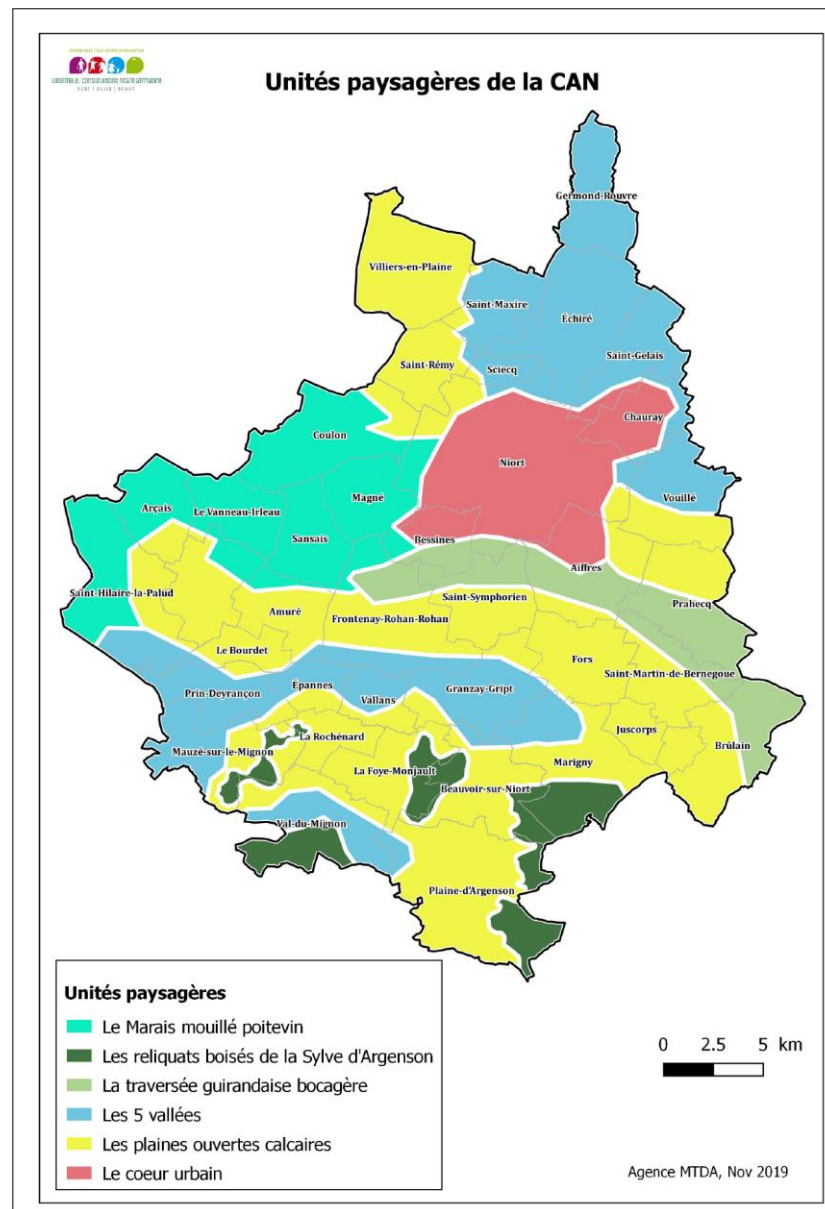 Unités paysagères de la CAN
Germond-Rouvre
Villiers-en-Plaine
Saint-Maxire
Échiré
Saint-Gelais
Saint-Rémy
Sciecq
Chauray
Coulon
Niort
Magné
Vouillé
Arçais
Le Vanneau-Irleau
Sansais
Bessines
Aiffres
Saint-Hilaire-la-Palud
Saint-Symphorien
Prahecq
Amuré
Frontenay-Rohan-Rohan
Le Bourdet
Fors
Saint-Martin-de-Bernegoue
Prin-Deyrançon
Épannes
Vallans
Granzay-Gript
Juscorps
La Rochénard
Mauzé-sur-le-Mignon
Brûlain
La Foye-Monjault
Marigny
Beauvoir-sur-Niort
Val-du-Mignon
Plaine-d'Argenson
Unités paysagères
Le Marais mouillé poitevin
Les reliquats boisés de la Sylve d'Argenson
La traversée guirandaise bocagère
Les 5 vallées
Les plaines ouvertes calcaires
Le coeur urbain
0 2.5 5 km
Agence MTDA, Nov 2019